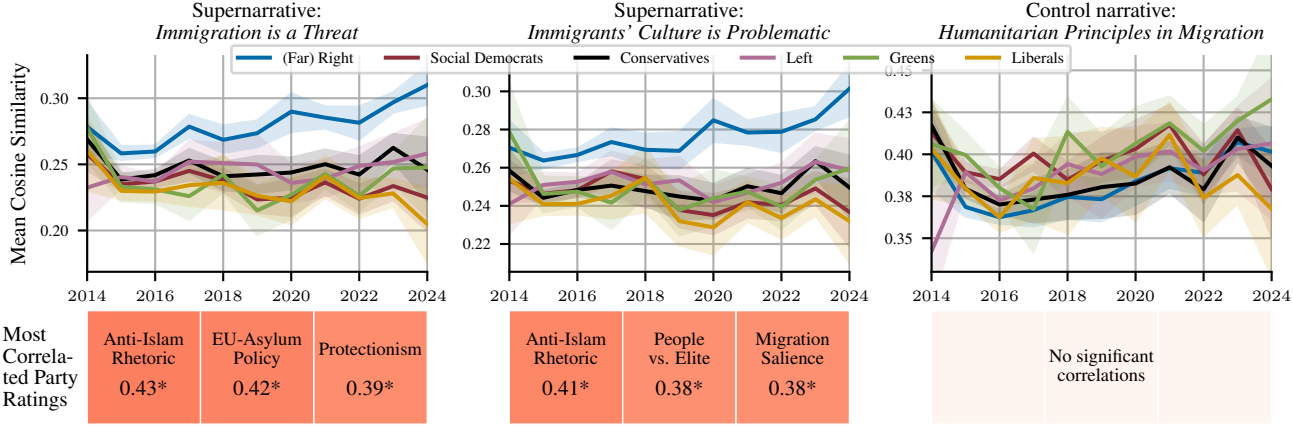 Supernarrative:
Immigration is a Threat
Supernarrative:
Immigrants' Culture is Problematic
Control narrative:
Humanitarian Principles in Migration
(Far) Right
Social Democrats
Conservatives
Left
Greens
Liberals
Mean Cosine Similarity
0.30
0.25
0.20
2014
2016
2018
2020
2022
2024
0.30
0.28
0.26
0.24
0.22
2014
2016
2018
2020
2022
2024
0.45
0.43
0.40
0.38
0.35
2014
2016
2018
2020
2022
2024
Most
Correla-
ted Party
Ratings
Anti-Islam
Rhetoric
0.43*
EU-Asylum
Policy
0.42*
Protectionism
0.39*
Anti-Islam
Rhetoric
0.41*
People
vs. Elite
0.38*
Migration
Salience
0.38*
No significant
correlations